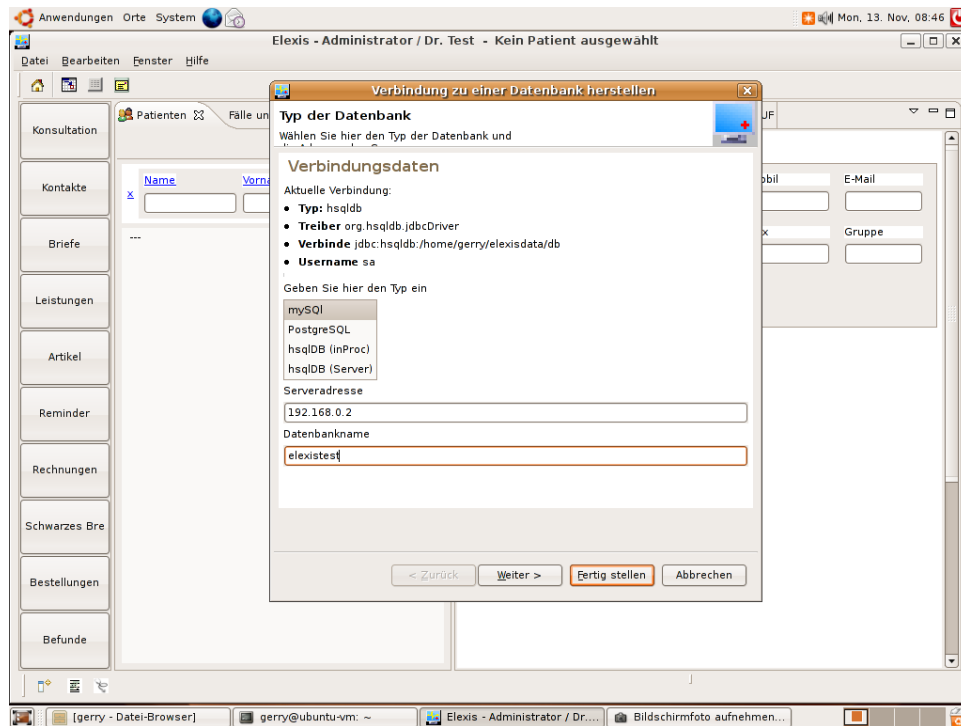 Anwendungen Orte System Mon, 13. Nov, 08:46
Elexis - Administrator / Dr. Test - Kein Patient ausgewählt
Datei Bearbeiten Fenster Hilfe
Konsultation
Kontakte
Briefe
Leistungen
Artikel
Reminder
Rechnungen
Schwarzes Bre
Bestellungen
Befunde
Patienten Fälle un
x Name Vorna
---
E-Mail
Gruppe
Verbindung zu einer Datenbank herstellen
Typ der Datenbank
Wählen Sie hier den Typ der Datenbank und
Verbindungsdaten
Aktuelle Verbindung:
Typ: hsqldb
Treiber org.hsqldb.jdbcDriver
Verbinde jdbc:hsqldb:/home/gerry/elexisdata/db
Username sa
Geben Sie hier den Typ ein
mySQl
PostgreSQL
hsqlDB (inProc)
hsqlDB (Server)
Serveradresse
192.168.0.2
Datenbankname
elexistest
< Zurück Weiter > Fertig stellen Abbrechen
[gerry - Datei-Browser] gerry@ubuntu-vm: ~ Elexis - Administrator / Dr.... Bildschirmfoto aufnehmen...